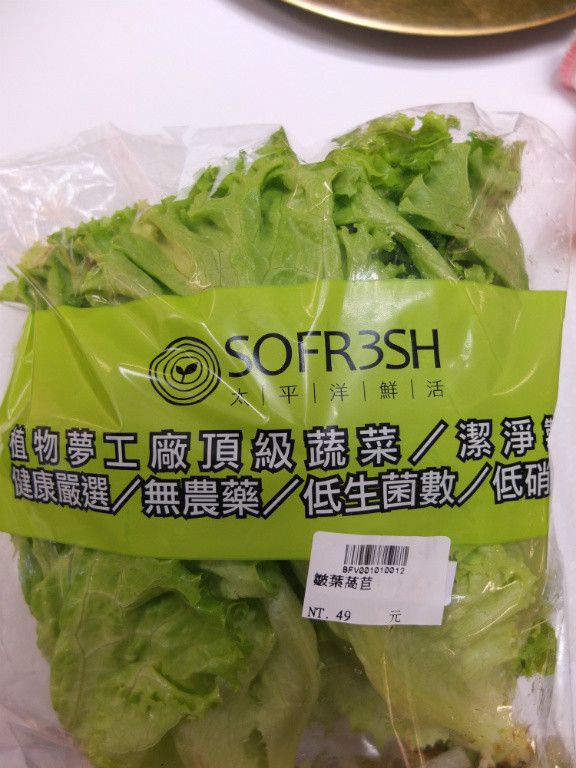 SOFR3SH
太|平|洋|鮮|活
植物夢工廠頂級蔬菜/潔淨
健康嚴選/無農藥/低生菌數/低硝
BFV001010012
皺葉萵苣
NT. 49 元